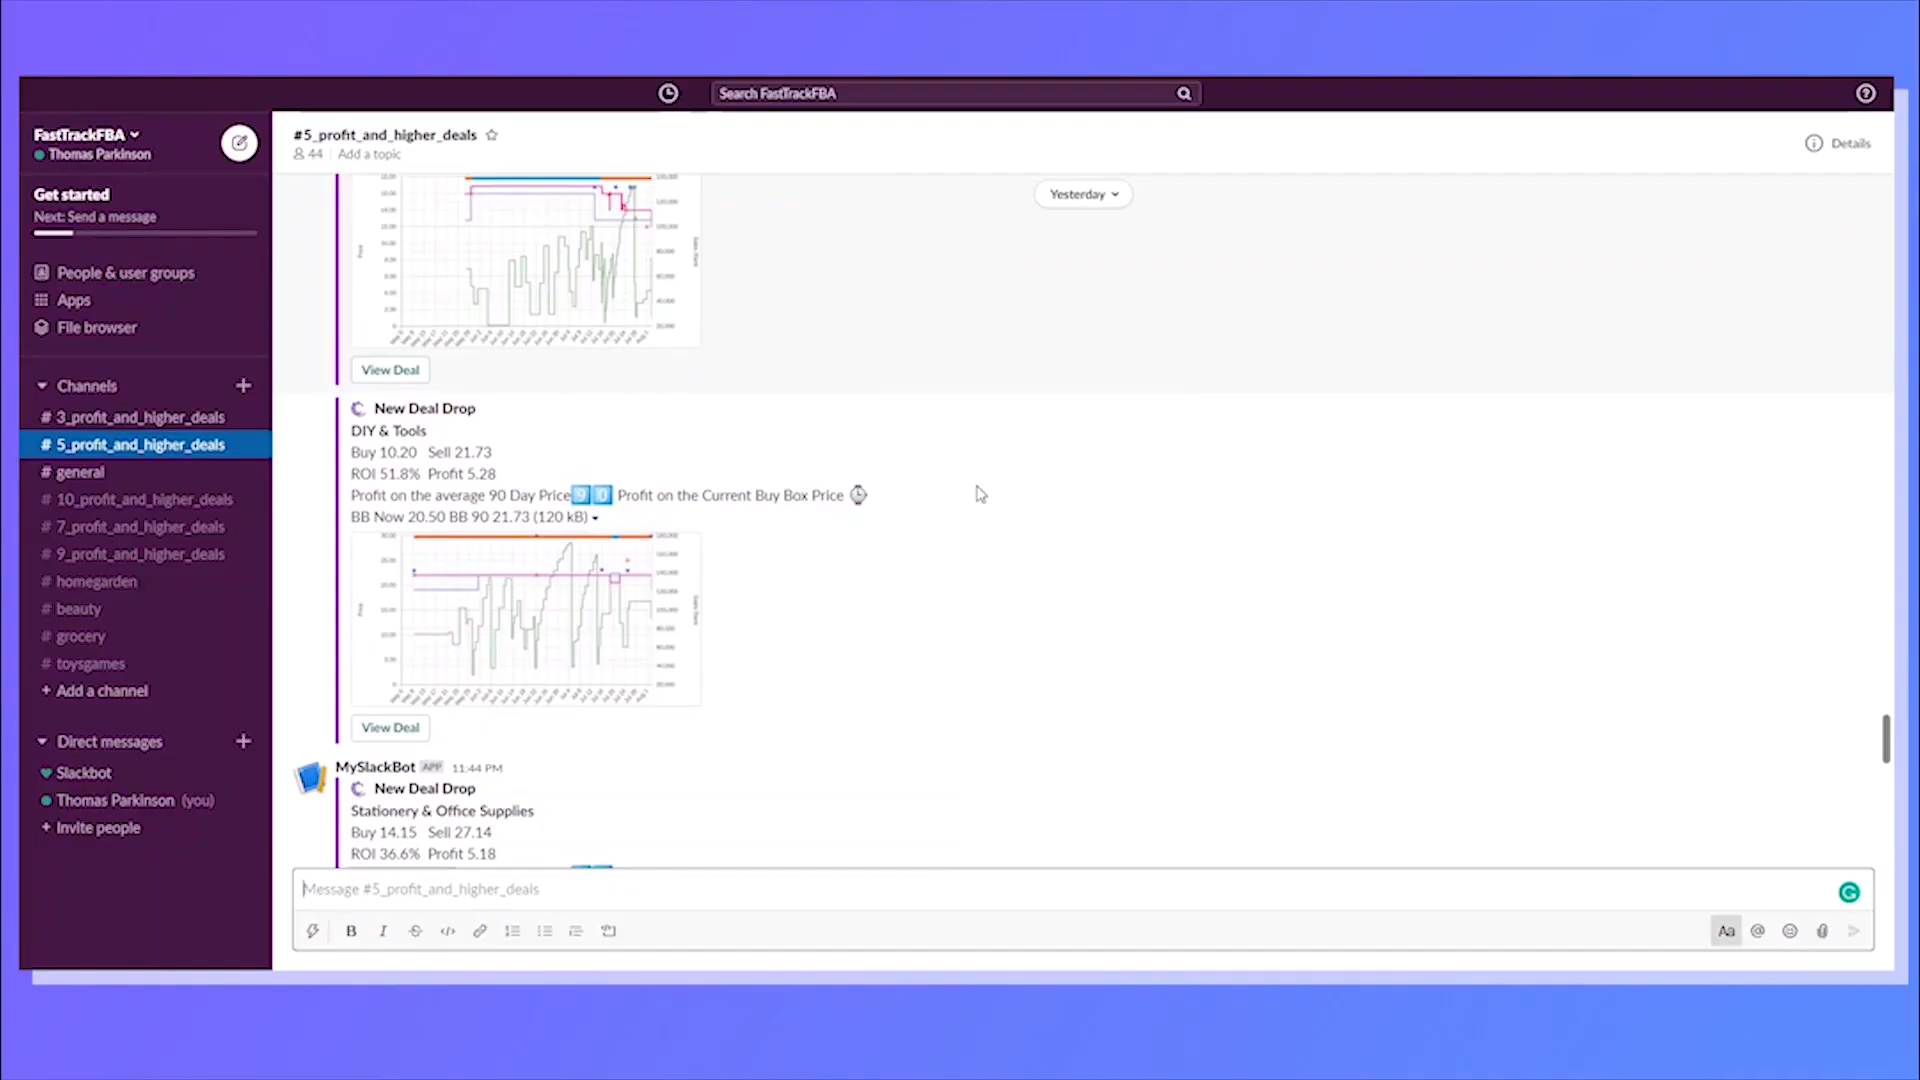 Search FastTrackFBA
FastTrackFBA
Thomas Parkinson
Get started
Next: Send a message
People & user groups
Apps
File browser
Channels
# 3_profit_and_higher_deals
# 5_profit_and_higher_deals
# general
# 10_profit_and_higher_deals
# 7_profit_and_higher_deals
# 9_profit_and_higher_deals
# homegarden
# beauty
# grocery
# toysgames
+ Add a channel
Direct messages
Slackbot
Thomas Parkinson (you)
+ Invite people
#5_profit_and_higher_deals
44 | Add a topic
Details
Yesterday
Price
View Deal
New Deal Drop
DIY & Tools
Buy 10.20 Sell 21.73
ROI 51.8% Profit 5.28
Profit on the average 90 Day Price 9 0 Profit on the Current Buy Box Price
BB Now 20.50 BB 90 21.73 (120 kB)
Price
View Deal
MySlackBot APP 11:44 PM
New Deal Drop
Stationery & Office Supplies
Buy 14.15 Sell 27.14
ROI 36.6% Profit 5.18
Message #5_profit_and_higher_deals
B I S </>
Aa @